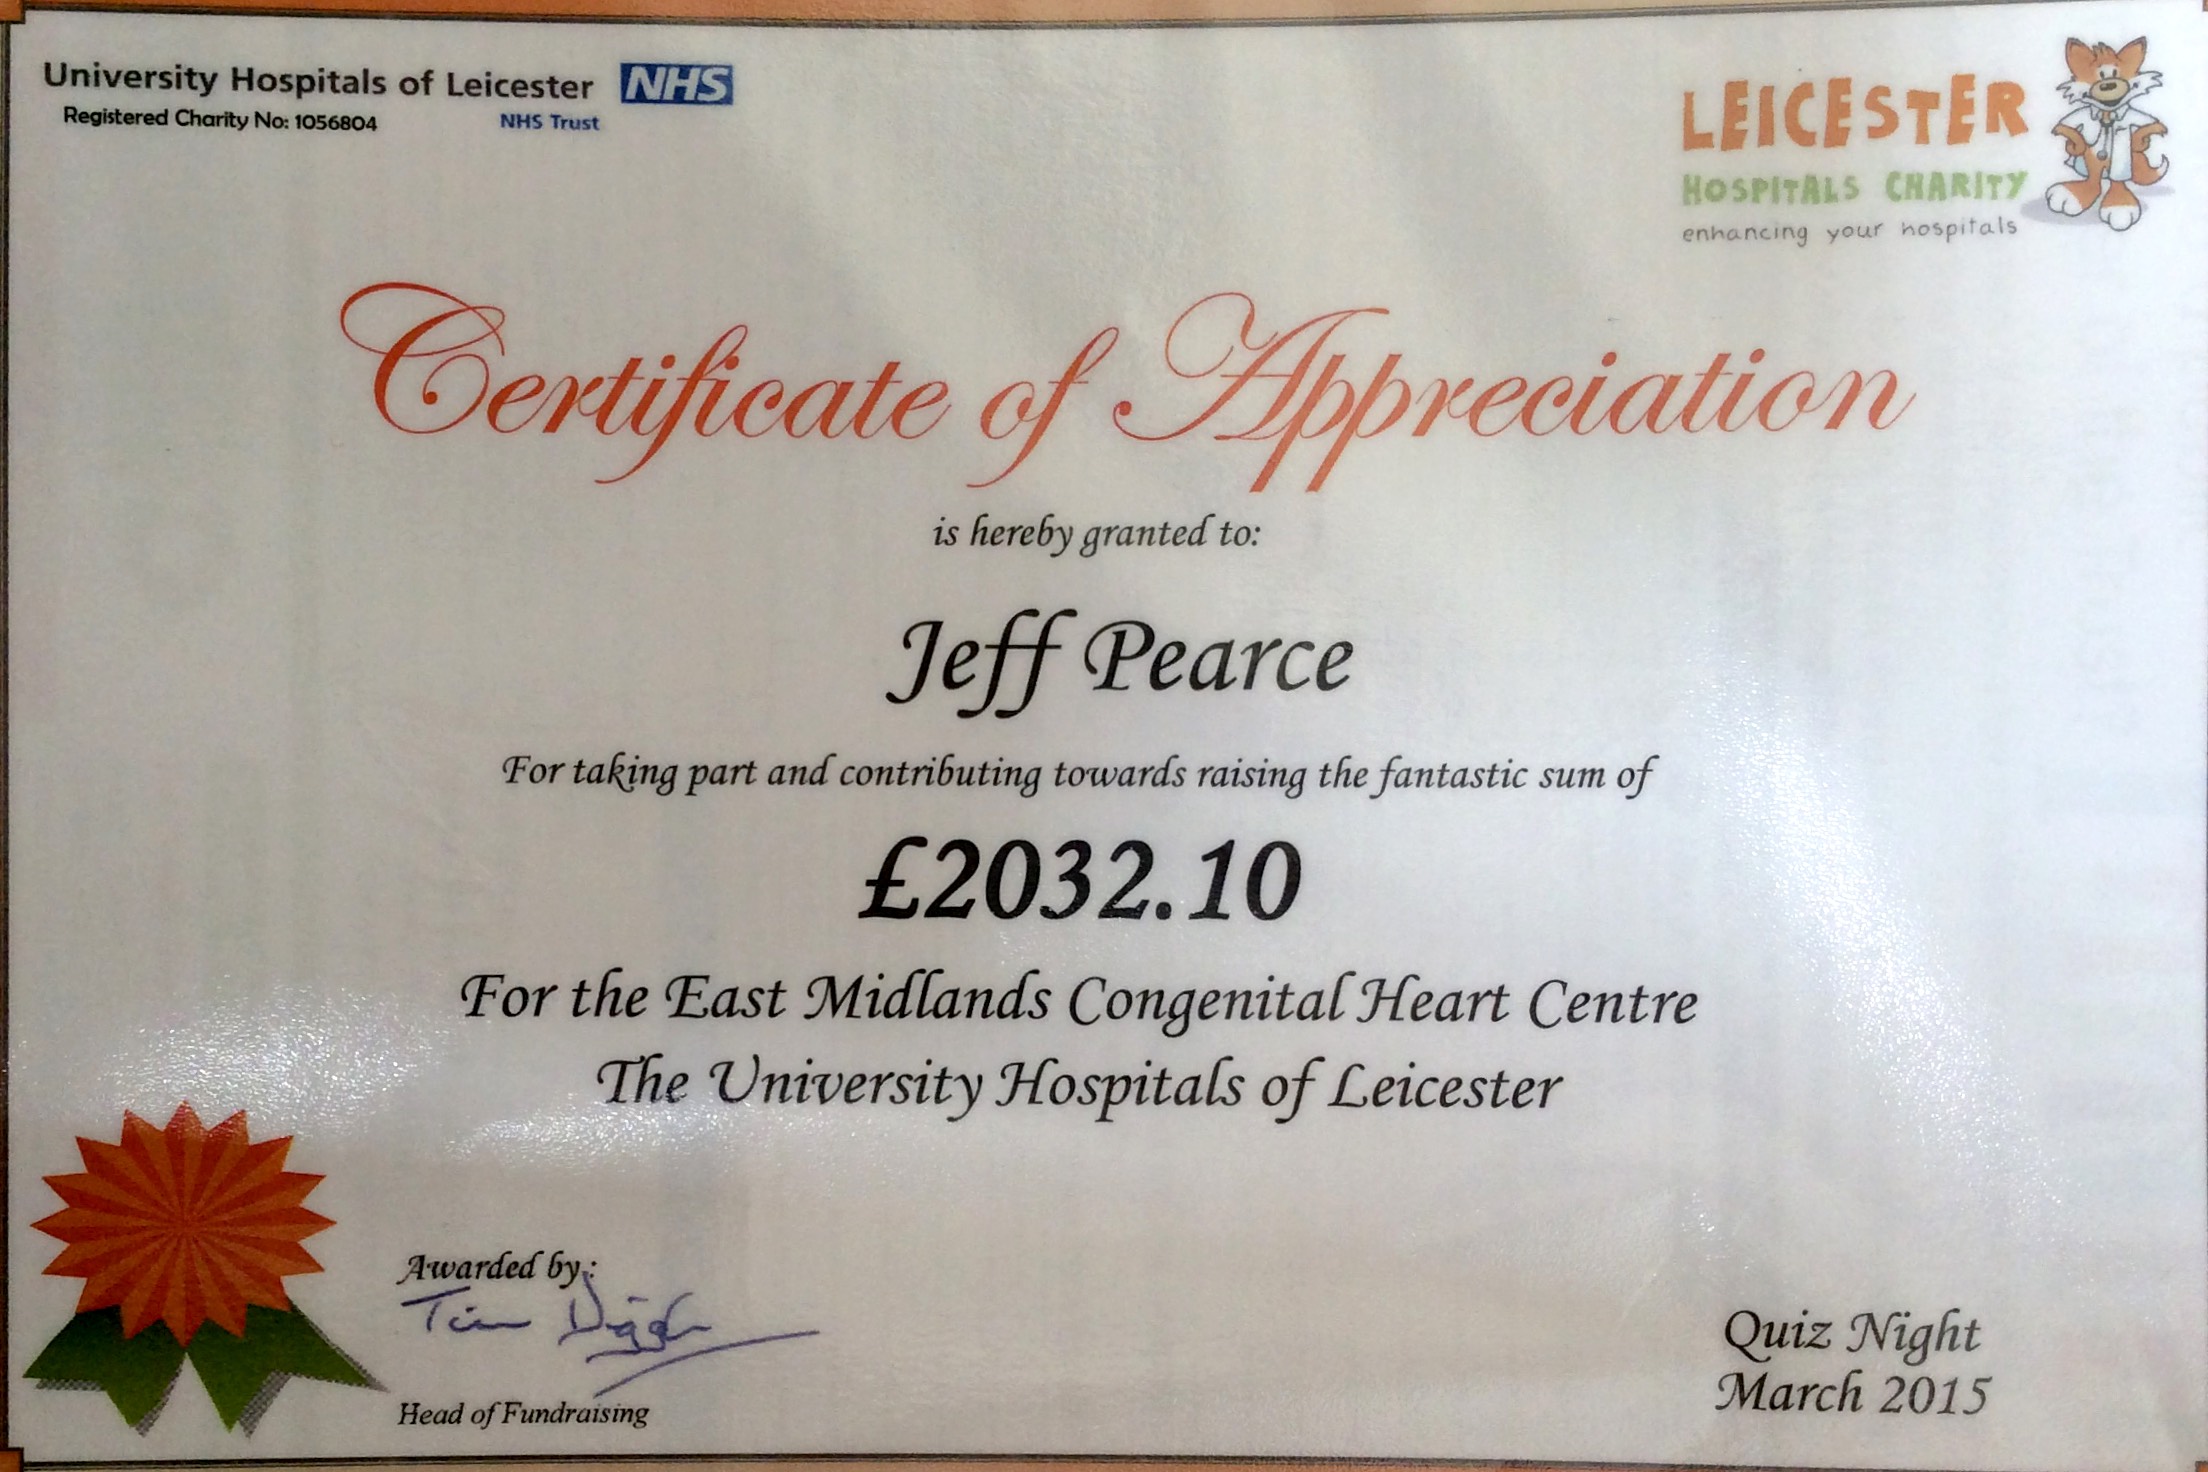 University Hospitals of Leicester NHS
Registered Charity No: 1056804 NHS Trust
LEICESTER
HOSPITALS CHARITY
enhancing your hospitals
Certificate of Appreciation
is hereby granted to:
Jeff Pearce
For taking part and contributing towards raising the fantastic sum of
£2032.10
For the East Midlands Congenital Heart Centre
The University Hospitals of Leicester
Awarded by:
Tim
Head of Fundraising
Quiz Night
March 2015